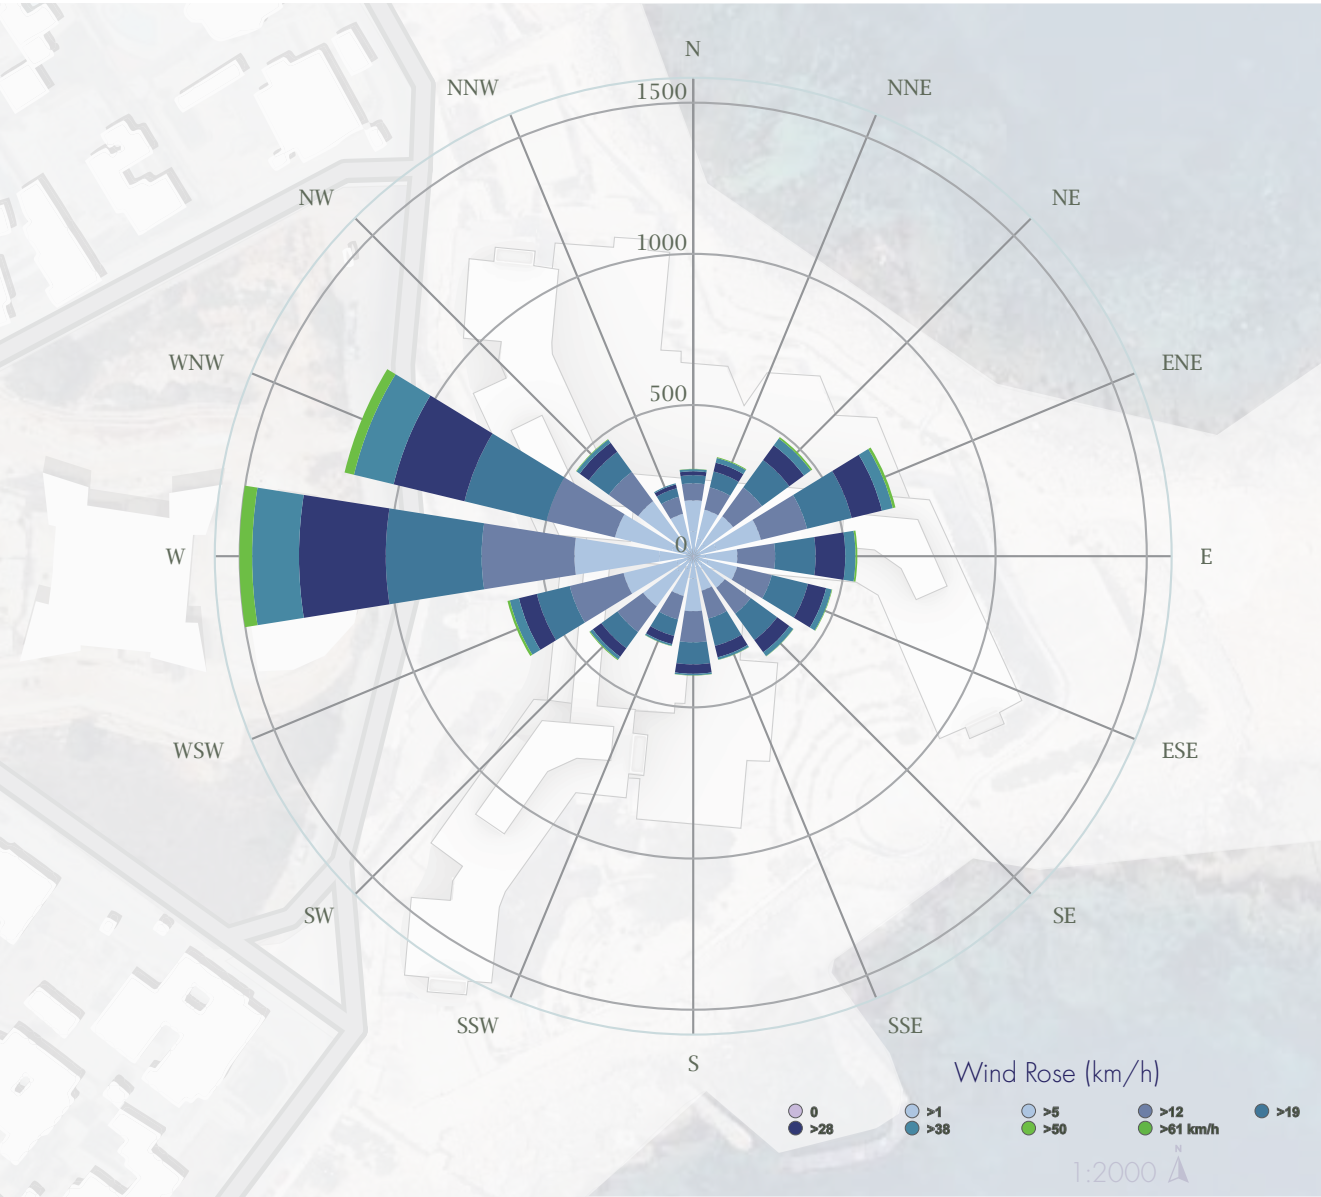 N
NNW
1500
NNE
NW
NE
1000
WNW
ENE
500
W
0
E
WSW
ESE
SW
SE
SSW
SSE
S
Wind Rose (km/h)
0 >1 >5 >12 >19
>28 >38 >50 >61 km/h
N
1:2000